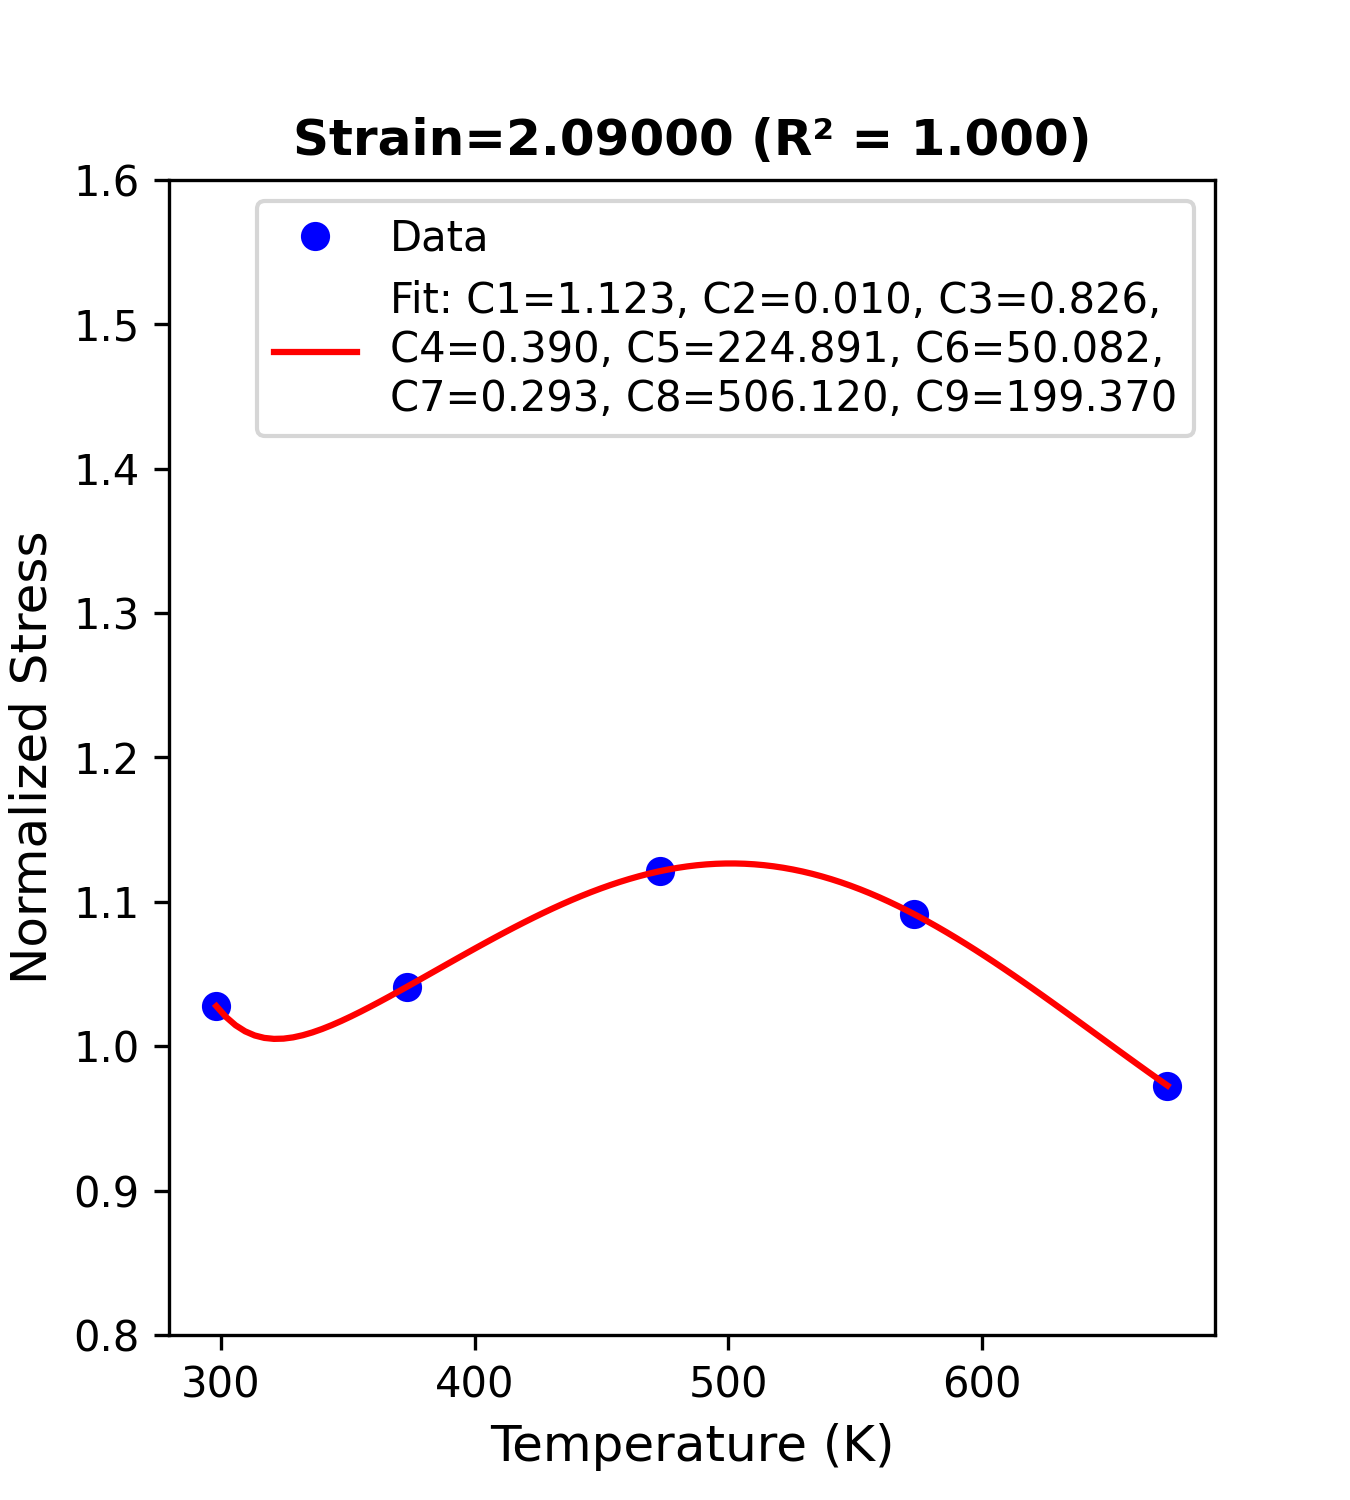 Strain=2.09000 (R² = 1.000)
1.6
1.5
1.4
1.3
1.2
1.1
1.0
0.9
0.8
Normalized Stress
Data
Fit: C1=1.123, C2=0.010, C3=0.826,
C4=0.390, C5=224.891, C6=50.082,
C7=0.293, C8=506.120, C9=199.370
300 400 500 600
Temperature (K)